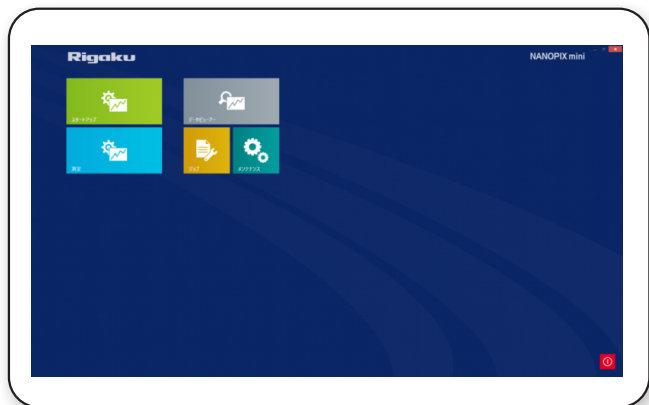 Rigaku
NANOPIX mini
スタートアップ
データビューアー
測定
ジョブ
メンテナンス